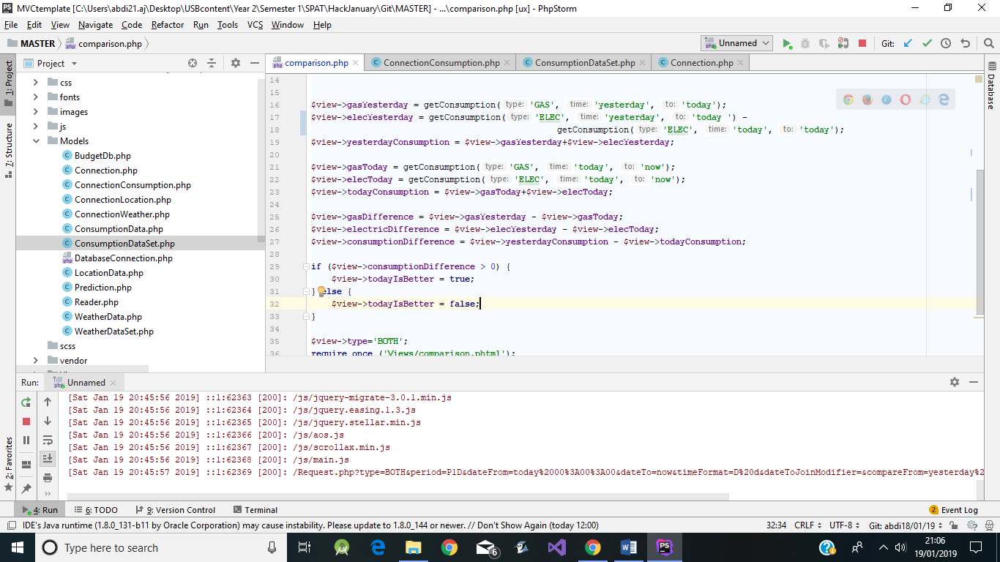 MVCtemplate [C:\Users\abdi21.aj\Desktop\USBcontent\Year 2\Semester 1\SPAT\HackJanuary\Git\MASTER] - ...\comparison.php [ux] - PhpStorm
File Edit View Navigate Code Refactor Run Tools VCS Window Help
MASTER comparison.php Unnamed Git:
Project comparison.php ConnectionConsumption.php ConsumptionDataSet.php Connection.php
1: Project
7: Structure
2: Favorites
Database
css
fonts
images
js
Models
BudgetDb.php
Connection.php
ConnectionConsumption.php
ConnectionLocation.php
ConnectionWeather.php
ConsumptionData.php
ConsumptionDataSet.php
DatabaseConnection.php
LocationData.php
Prediction.php
Reader.php
WeatherData.php
WeatherDataSet.php
scss
vendor
14
15
16 $view->gasYesterday = getConsumption( type: 'GAS', time: 'yesterday', to: 'today');
17 $view->elecYesterday = getConsumption( type: 'ELEC', time: 'yesterday', to: 'today ') -
18 getConsumption( type: 'ELEC', time: 'today', to: 'today');
19 $view->yesterdayConsumption = $view->gasYesterday+$view->elecYesterday;
20
21 $view->gasToday = getConsumption( type: 'GAS', time: 'today', to: 'now');
22 $view->elecToday = getConsumption( type: 'ELEC', time: 'today', to: 'now');
23 $view->todayConsumption = $view->gasToday+$view->elecToday;
24
25 $view->gasDifference = $view->gasYesterday - $view->gasToday;
26 $view->electricDifference = $view->elecYesterday - $view->elecToday;
27 $view->consumptionDifference = $view->yesterdayConsumption - $view->todayConsumption;
28
29 if ($view->consumptionDifference > 0) {
30 $view->todayIsBetter = true;
31 } else {
32 $view->todayIsBetter = false;
33 }
34
35 $view->type='BOTH';
36 require_once ('Views/comparison.phtml');
Run: Unnamed
[Sat Jan 19 20:45:56 2019] ::1:62363 [200]: /js/jquery-migrate-3.0.1.min.js
[Sat Jan 19 20:45:56 2019] ::1:62364 [200]: /js/jquery.easing.1.3.js
[Sat Jan 19 20:45:56 2019] ::1:62365 [200]: /js/jquery.stellar.min.js
[Sat Jan 19 20:45:56 2019] ::1:62366 [200]: /js/aos.js
[Sat Jan 19 20:45:56 2019] ::1:62367 [200]: /js/scrollax.min.js
[Sat Jan 19 20:45:56 2019] ::1:62368 [200]: /js/main.js
[Sat Jan 19 20:45:57 2019] ::1:62369 [200]: /Request.php?type=BOTH&period=P1D&dateFrom=today%2000%3A00%3A00&dateTo=now&timeFormat=D%20d&dateToJoinModifier=&compareFrom=yesterday%2
4: Run 6: TODO 9: Version Control Terminal 2 Event Log
IDE's Java runtime (1.8.0_131-b11 by Oracle Corporation) may cause instability. Please update to 1.8.0_144 or newer. // Don't Show Again (today 12:00) 32:34 CRLF UTF-8 Git: abdi18/01/19
Type here to search 6 21:06
19/01/2019